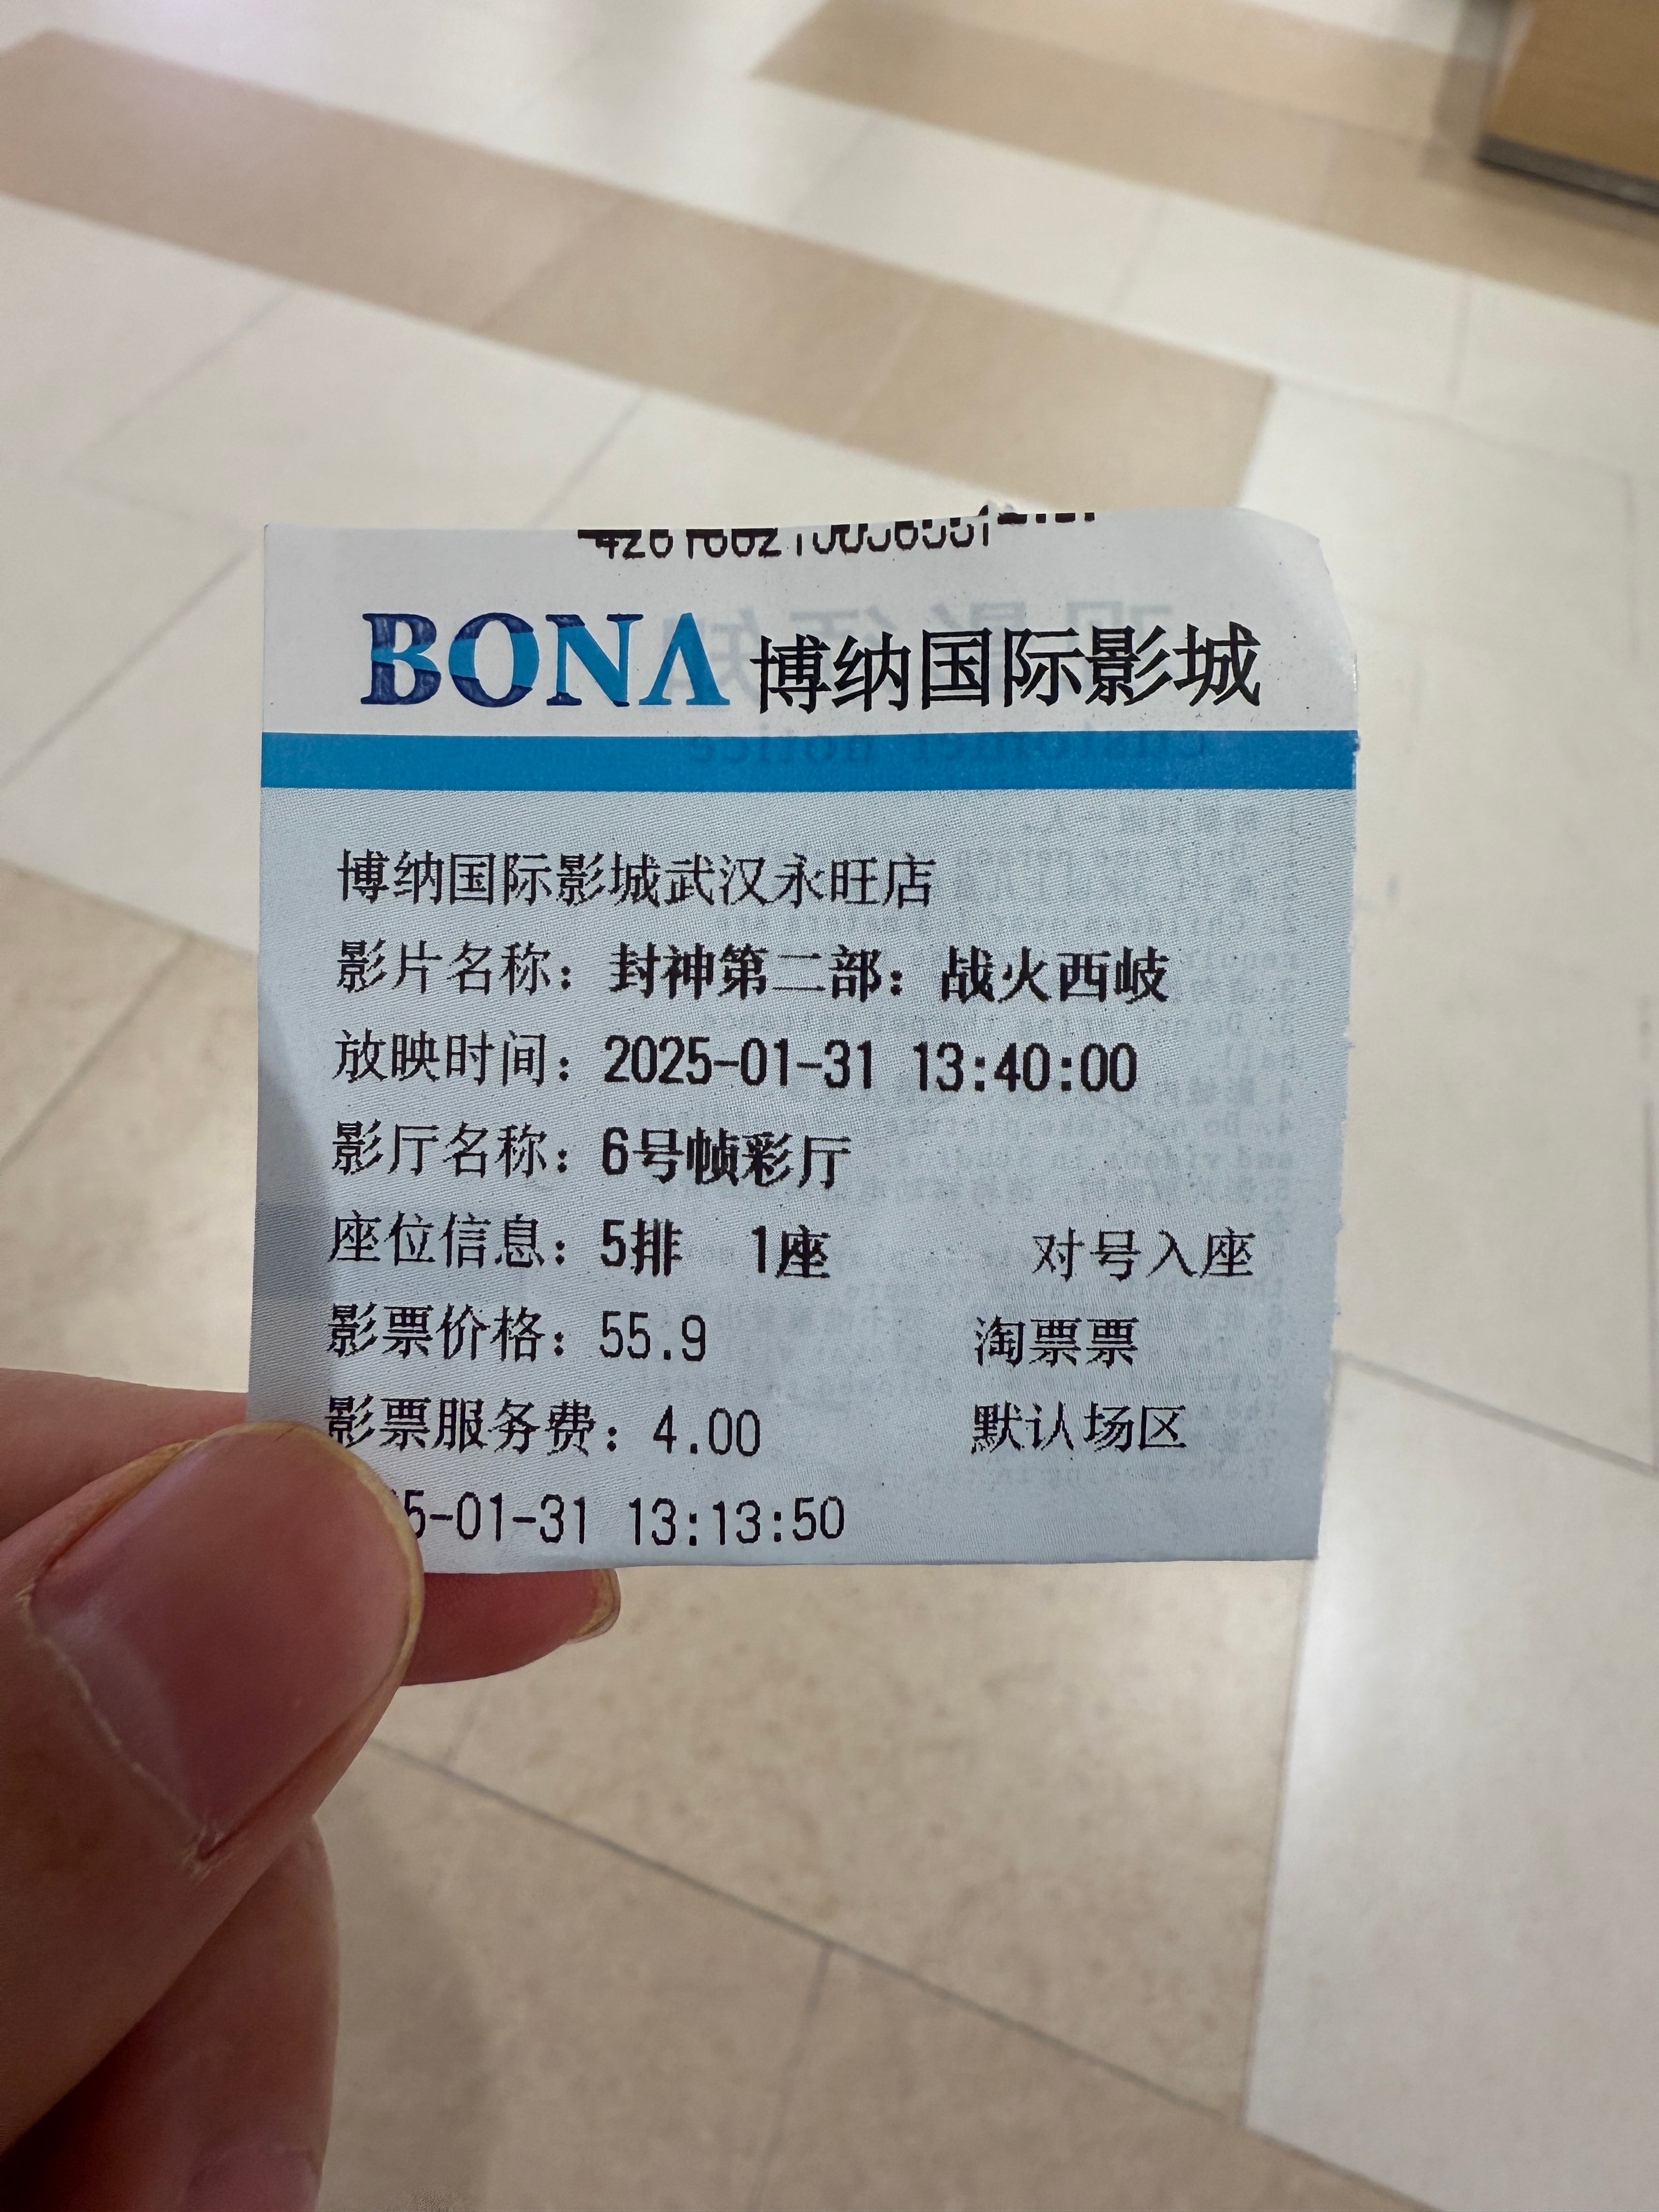 BONA 博纳国际影城
博纳国际影城武汉永旺店
影片名称：封神第二部：战火西岐
放映时间：2025-01-31 13:40:00
影厅名称：6号帧彩厅
座位信息：5排 1座 对号入座
影票价格：55.9 淘票票
影票服务费：4.00 默认场区
5-01-31 13:13:50